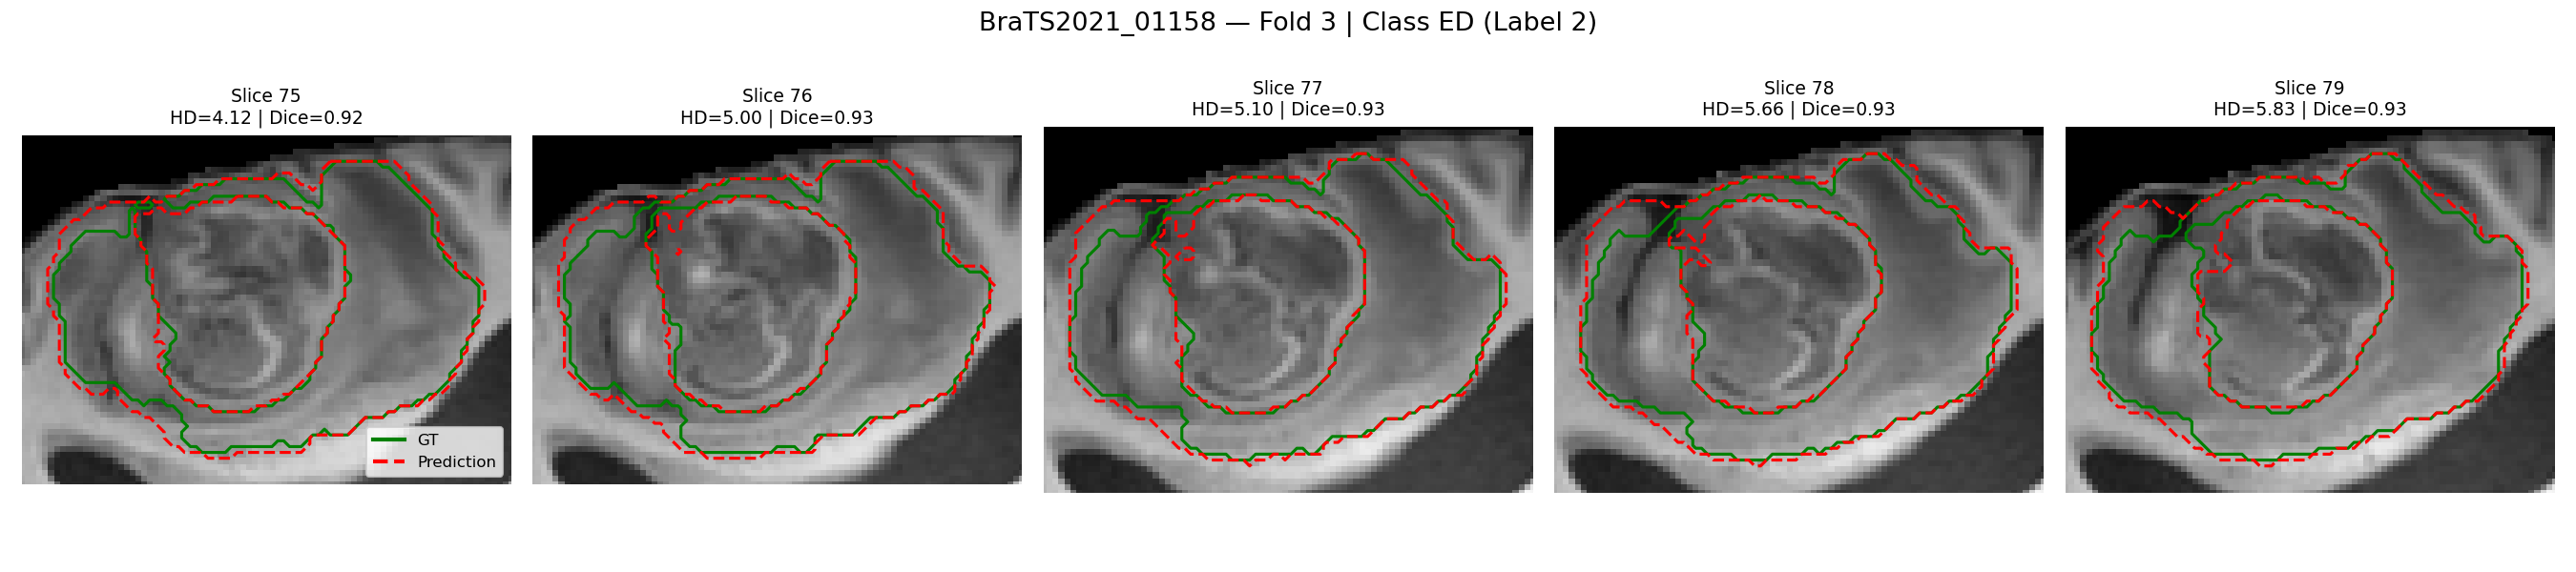 BraTS2021_01158 — Fold 3 | Class ED (Label 2)
Slice 75
HD=4.12 | Dice=0.92
Slice 76
HD=5.00 | Dice=0.93
Slice 77
HD=5.10 | Dice=0.93
Slice 78
HD=5.66 | Dice=0.93
Slice 79
HD=5.83 | Dice=0.93
GT
Prediction